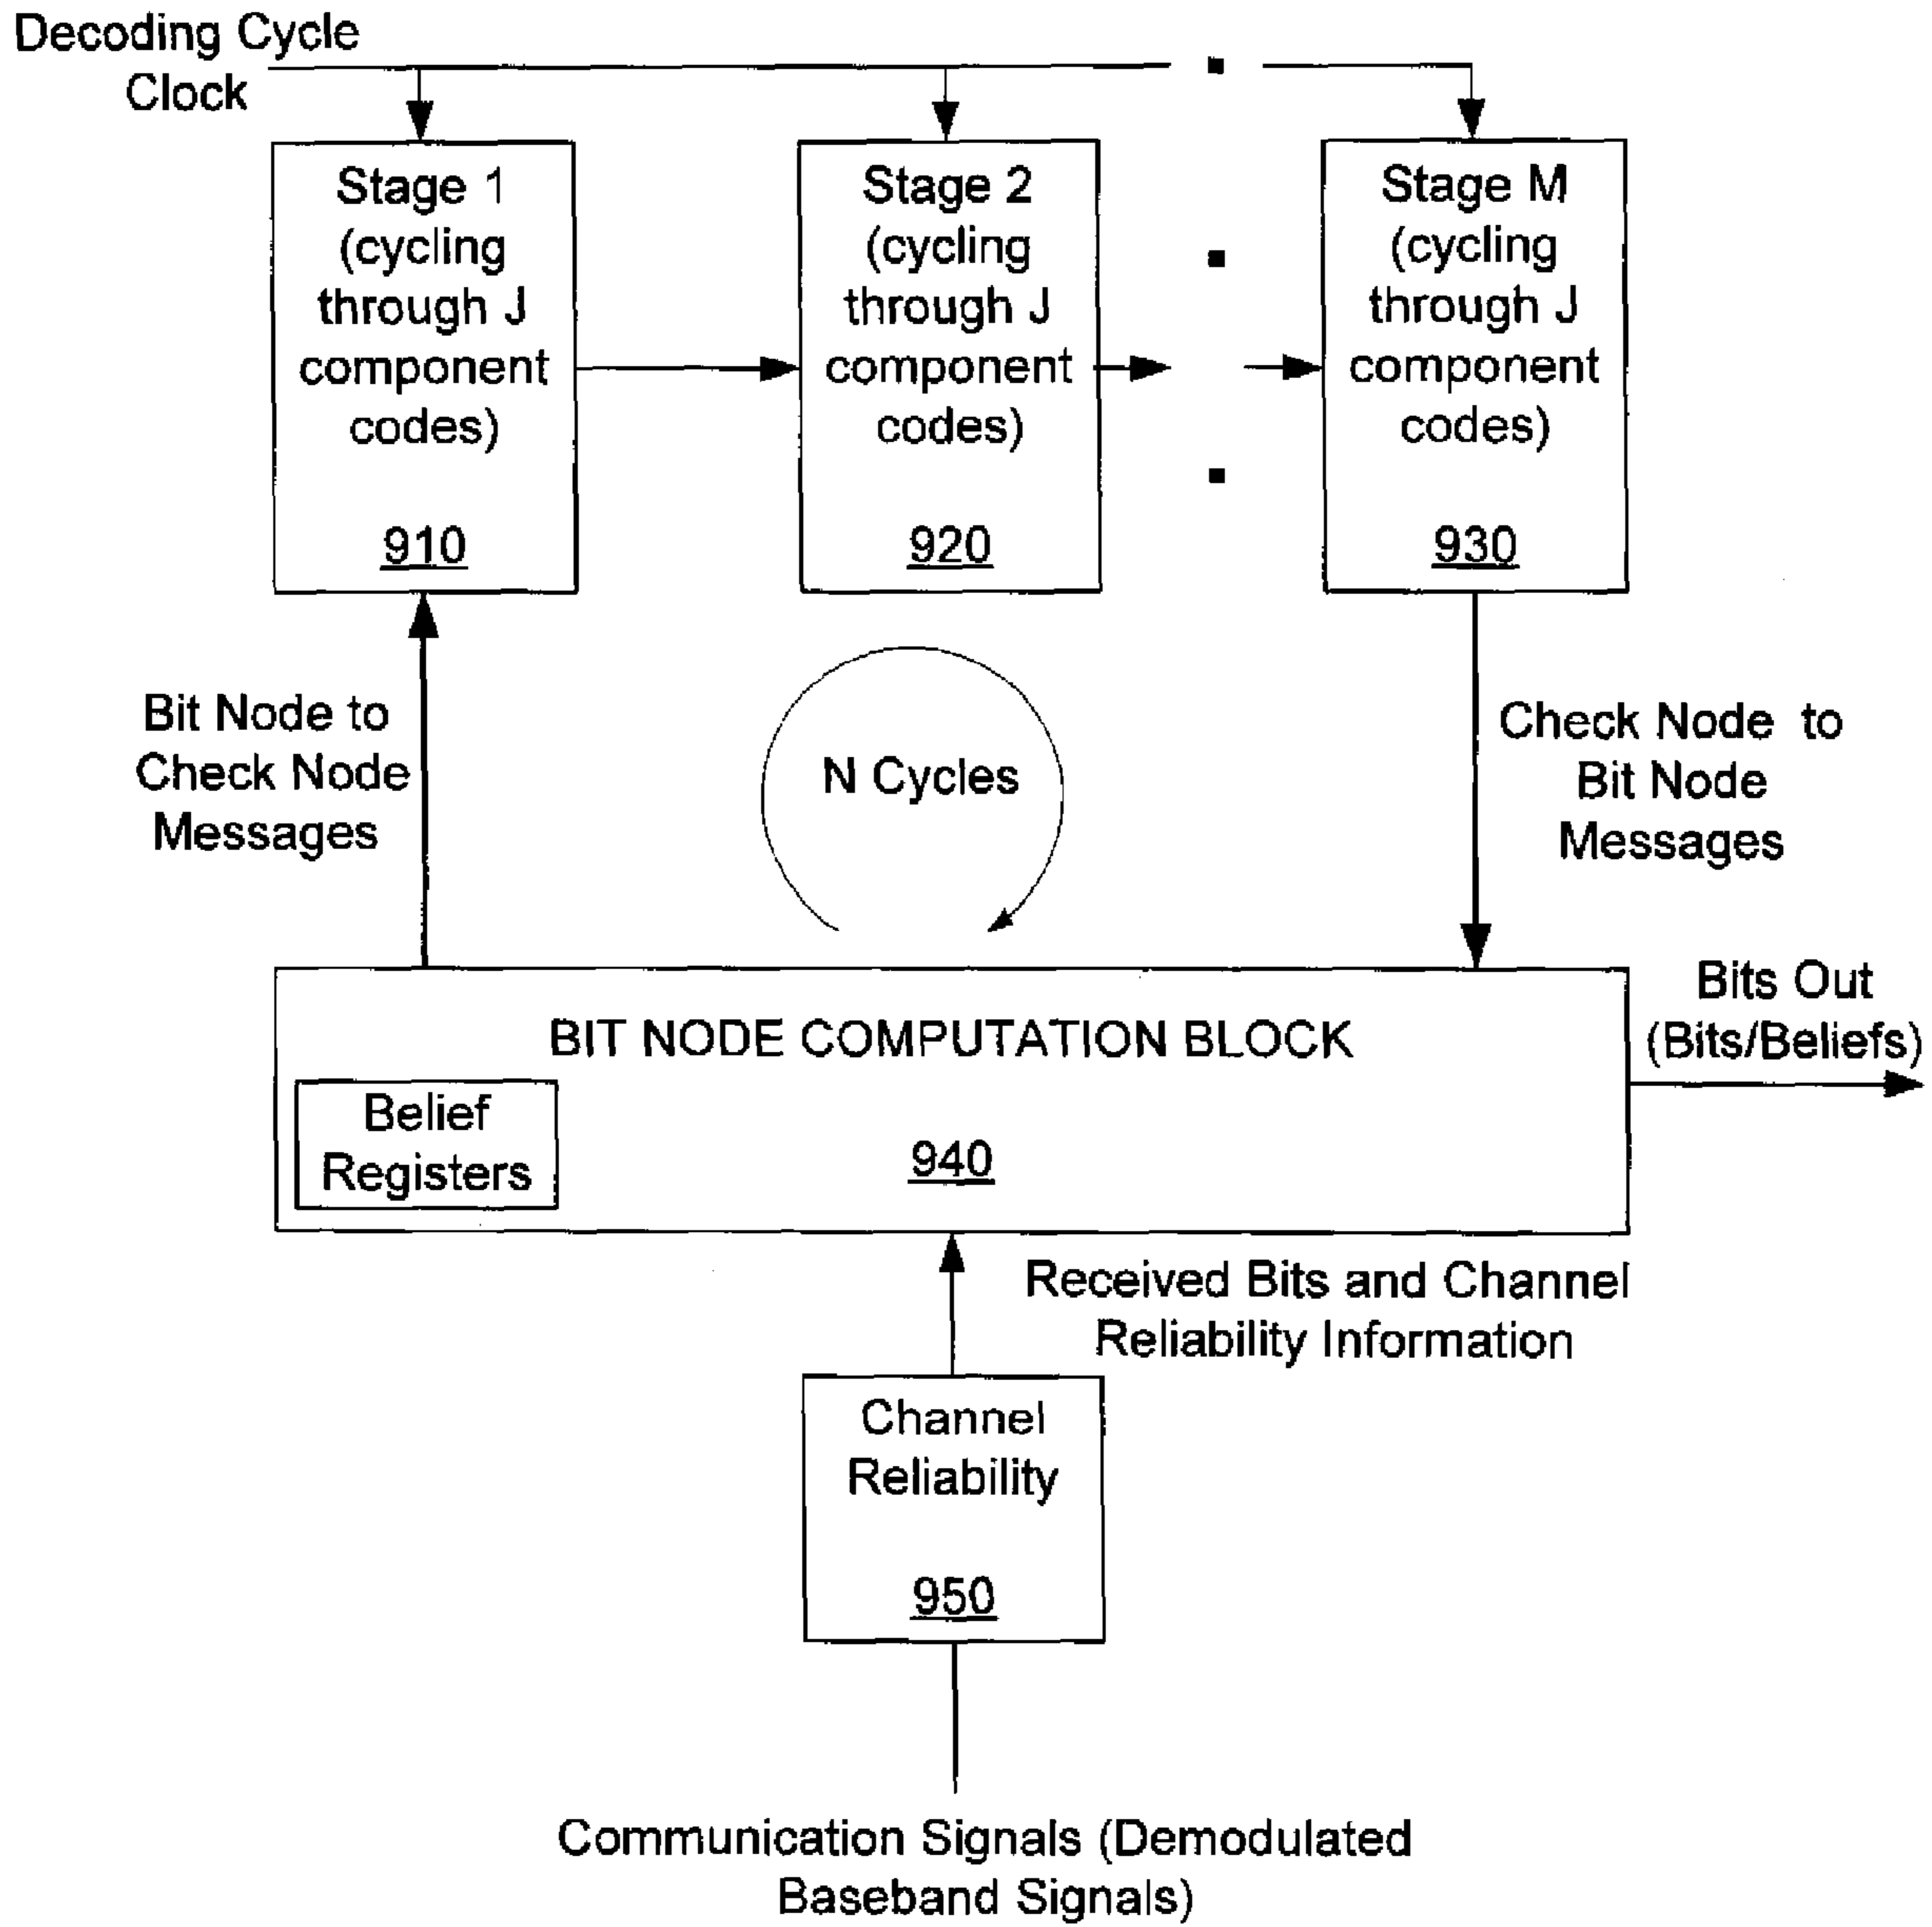 Decoding Cycle
Clock
Stage 1
(cycling
through J
component
codes)
910
Stage 2
(cycling
through J
component
codes)
920
Stage M
(cycling
through J
component
codes)
930
Bit Node to
Check Node
Messages
N Cycles
Check Node to
Bit Node
Messages
BIT NODE COMPUTATION BLOCK
Belief
Registers
940
Bits Out
(Bits/Beliefs)
Received Bits and Channel
Reliability Information
Channel
Reliability
950
Communication Signals (Demodulated
Baseband Signals)